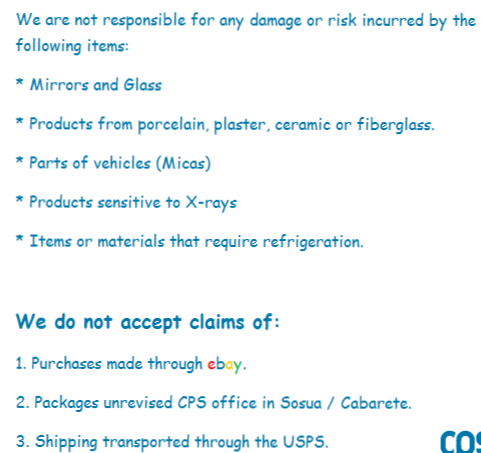 We are not responsible for any damage or risk incurred by the
following items:
* Mirrors and Glass
* Products from porcelain, plaster, ceramic or fiberglass.
* Parts of vehicles (Micas)
* Products sensitive to X-rays
* Items or materials that require refrigeration.
We do not accept claims of:
1. Purchases made through ebay.
2. Packages unrevised CPS office in Sosua / Cabarete.
3. Shipping transported through the USPS.